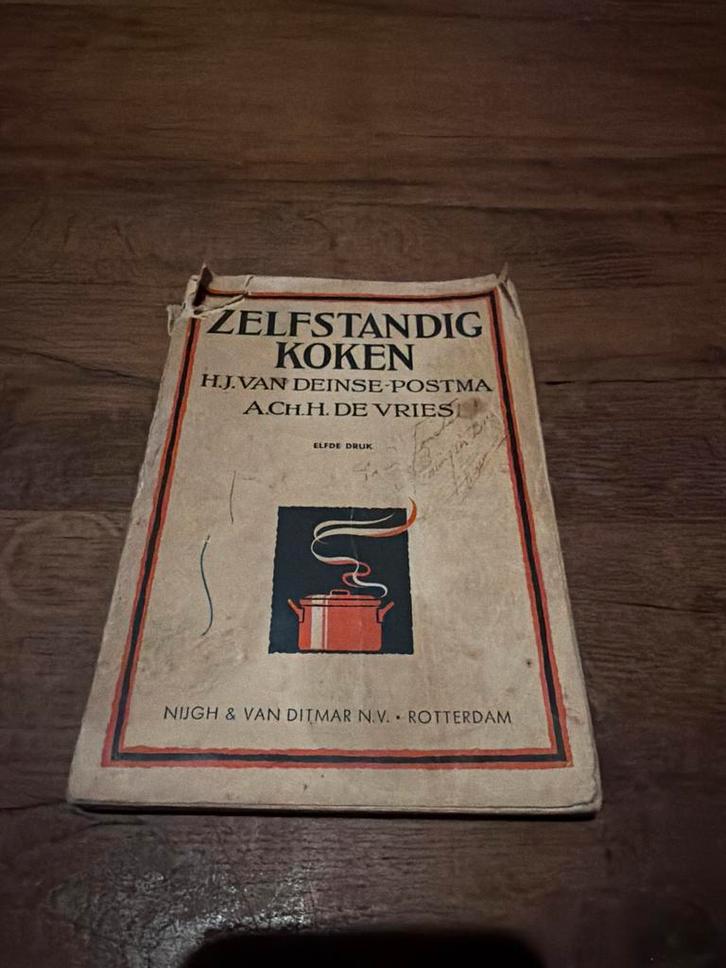 ZELFSTANDIG
KOKEN
H.J. VAN DEINSE-POSTMA
A.CH.H. DE VRIES
ELFDE DRUK
NIJGH & VAN DITMAR N.V. • ROTTERDAM